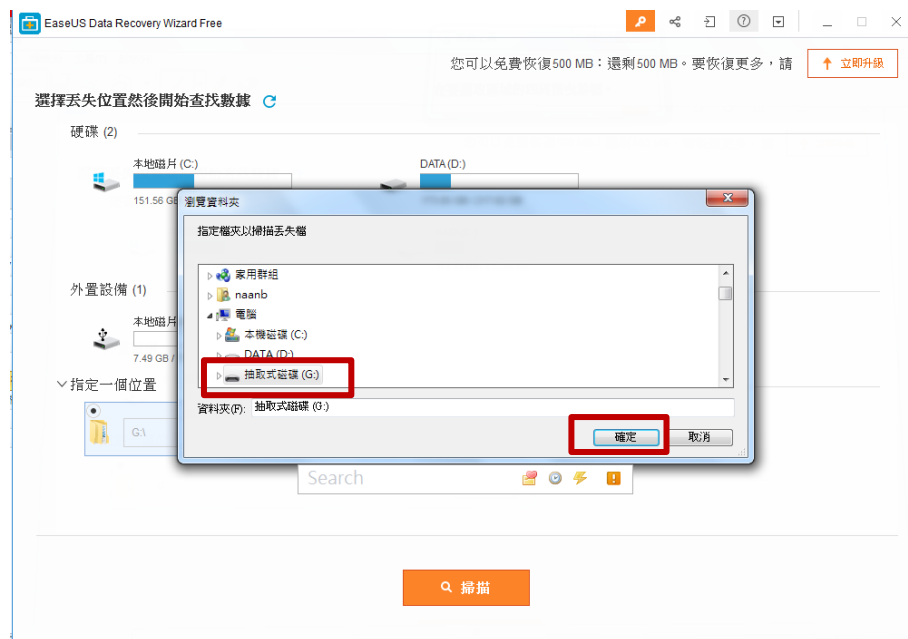 EaseUS Data Recovery Wizard Free
您可以免費恢復500 MB：還剩500 MB。要恢復更多，請
立即升級
選擇丟失位置然後開始查找數據
硬碟 (2)
本地磁片 (C:)
DATA (D:)
151.56 GB
瀏覽資料夾
指定檔夾以掃描丟失檔
家用群組
naanb
電腦
本機磁碟 (C:)
DATA (D:)
抽取式磁碟 (G:)
資料夾(F): 抽取式磁碟 (G:)
確定
取消
外置設備 (1)
本地磁片
7.49 GB /
指定一個位置
G:\
Search
掃描